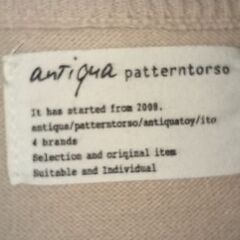 antiqua patterntorso
It has started from 2009.
antiqua/patterntorso/antiquatoy/ito
4 brands
Selection and original item
Suitable and Individual